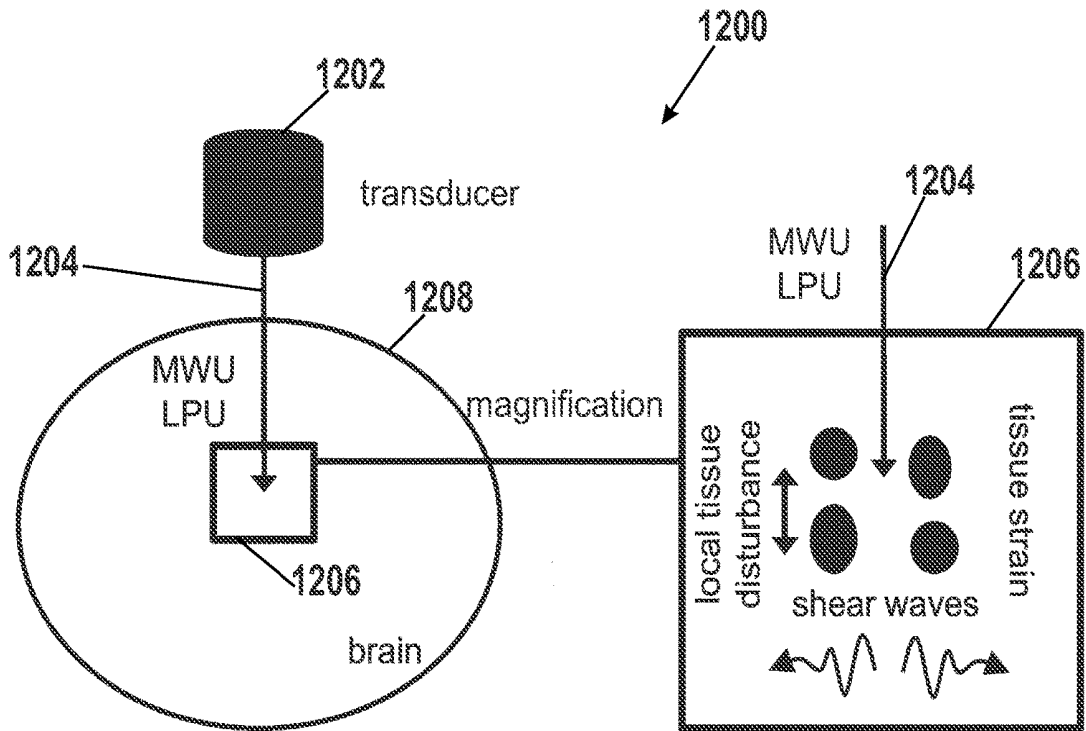 1200
1202
transducer
1204
1204
MWU
LPU
1206
1208
MWU
LPU
magnification
local tissue
disturbance
tissue strain
1206
shear waves
brain